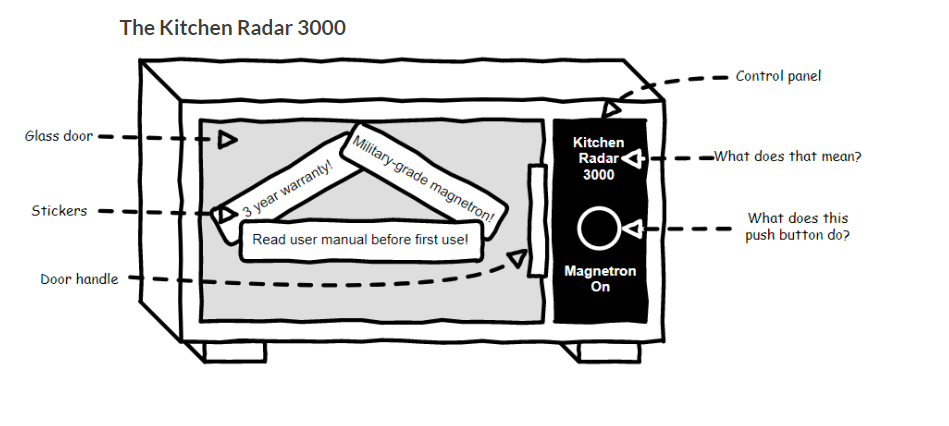 The Kitchen Radar 3000
Control panel
Glass door
Military-grade magnetron!
3 year warranty!
Kitchen
Radar
3000
What does that mean?
Stickers
Read user manual before first use!
What does this
push button do?
Door handle
Magnetron
On